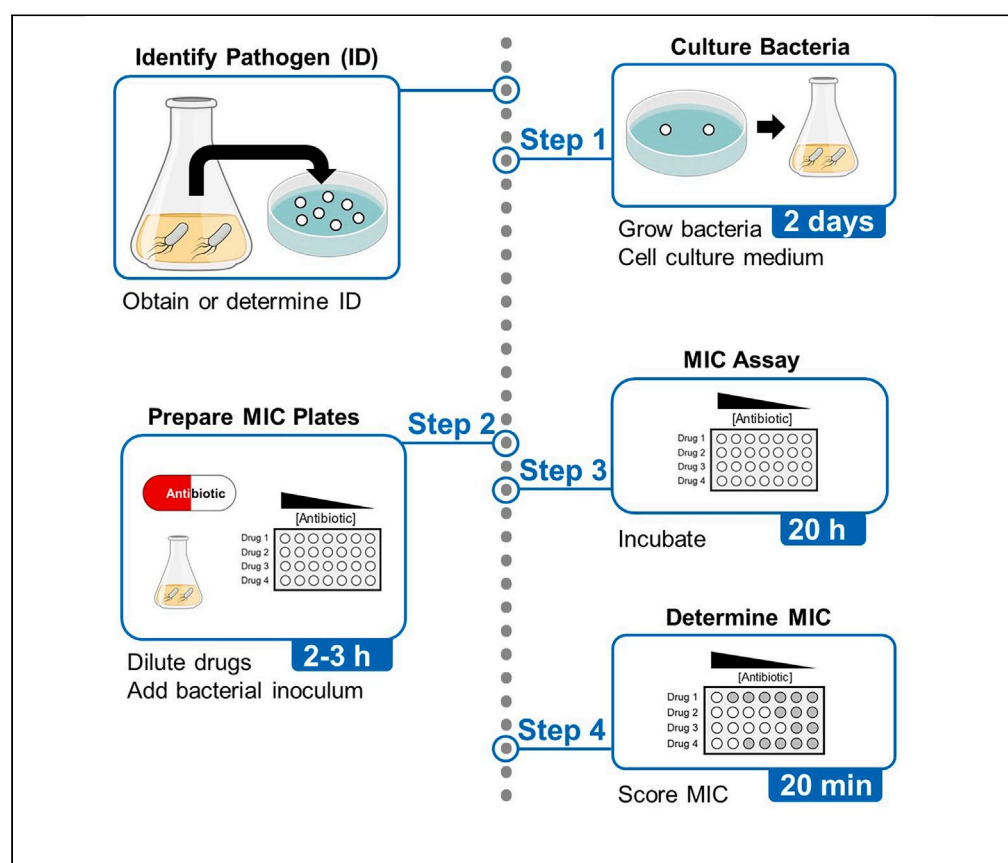 Identify Pathogen (ID)
Obtain or determine ID
Culture Bacteria
Step 1
2 days
Grow bacteria
Cell culture medium
Prepare MIC Plates
Step 2
Antibiotic
[Antibiotic]
Drug 1
Drug 2
Drug 3
Drug 4
2-3 h
Dilute drugs
Add bacterial inoculum
MIC Assay
Step 3
[Antibiotic]
Drug 1
Drug 2
Drug 3
Drug 4
20 h
Incubate
Determine MIC
Step 4
[Antibiotic]
Drug 1
Drug 2
Drug 3
Drug 4
20 min
Score MIC